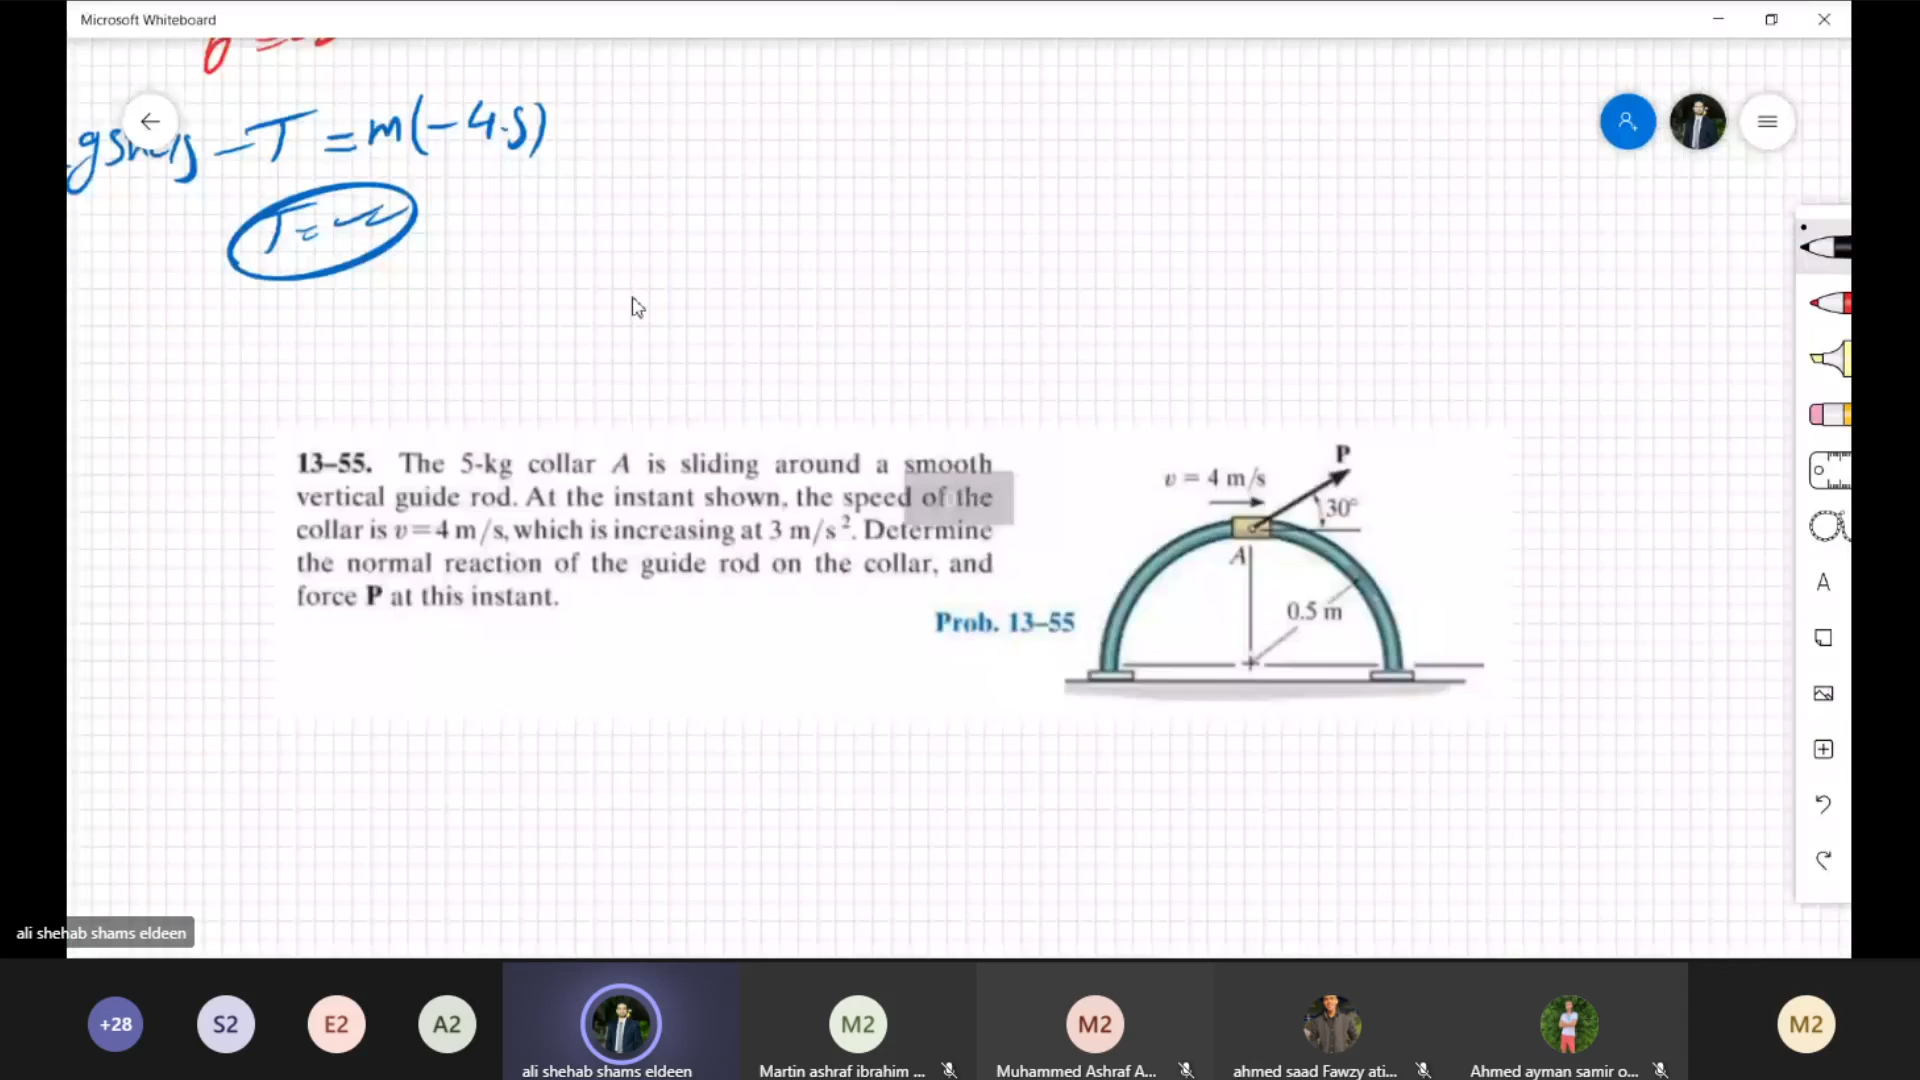 Microsoft Whiteboard
- T = m(-4.5)
T =
13–55. The 5-kg collar A is sliding around a smooth
vertical guide rod. At the instant shown, the speed of the
collar is v=4 m/s, which is increasing at 3 m/s². Determine
the normal reaction of the guide rod on the collar, and
force P at this instant.
Prob. 13–55
P
v = 4 m/s
30°
A
0.5 m
A
ali shehab shams eldeen
+28
S2
E2
A2
M2
M2
M2
ali shehab shams eldeen
Martin ashraf ibrahim ...
Muhammed Ashraf A...
ahmed saad Fawzy ati...
Ahmed ayman samir o...